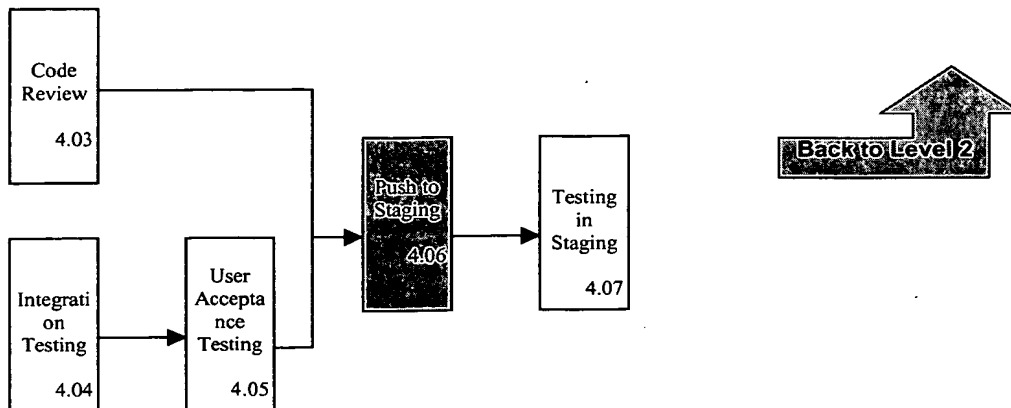 Code
Review
4.03
Integrati
on
Testing
4.04
User
Accepta
nce
Testing
4.05
Push to
Staging
4.06
Testing
in
Staging
4.07
Back to Level 2